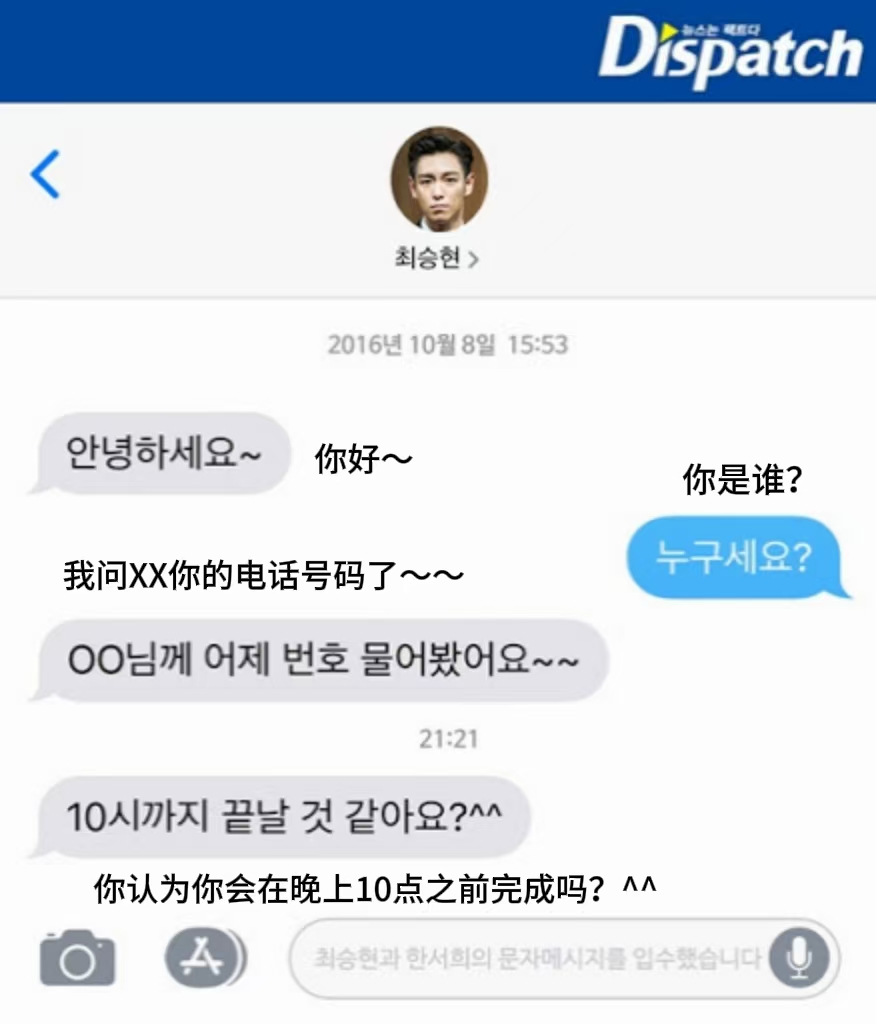 뉴스는 팩트다
Dispatch
최승현 >
2016년 10월 8일 15:53
안녕하세요~ 你好～
你是谁？
누구세요?
我问XX你的电话号码了～～
OO님께 어제 번호 물어봤어요~~
21:21
10시까지 끝날 것 같아요?^^
你认为你会在晚上10点之前完成吗？^^
최승현과 한서희의 문자메시지를 입수했습니다